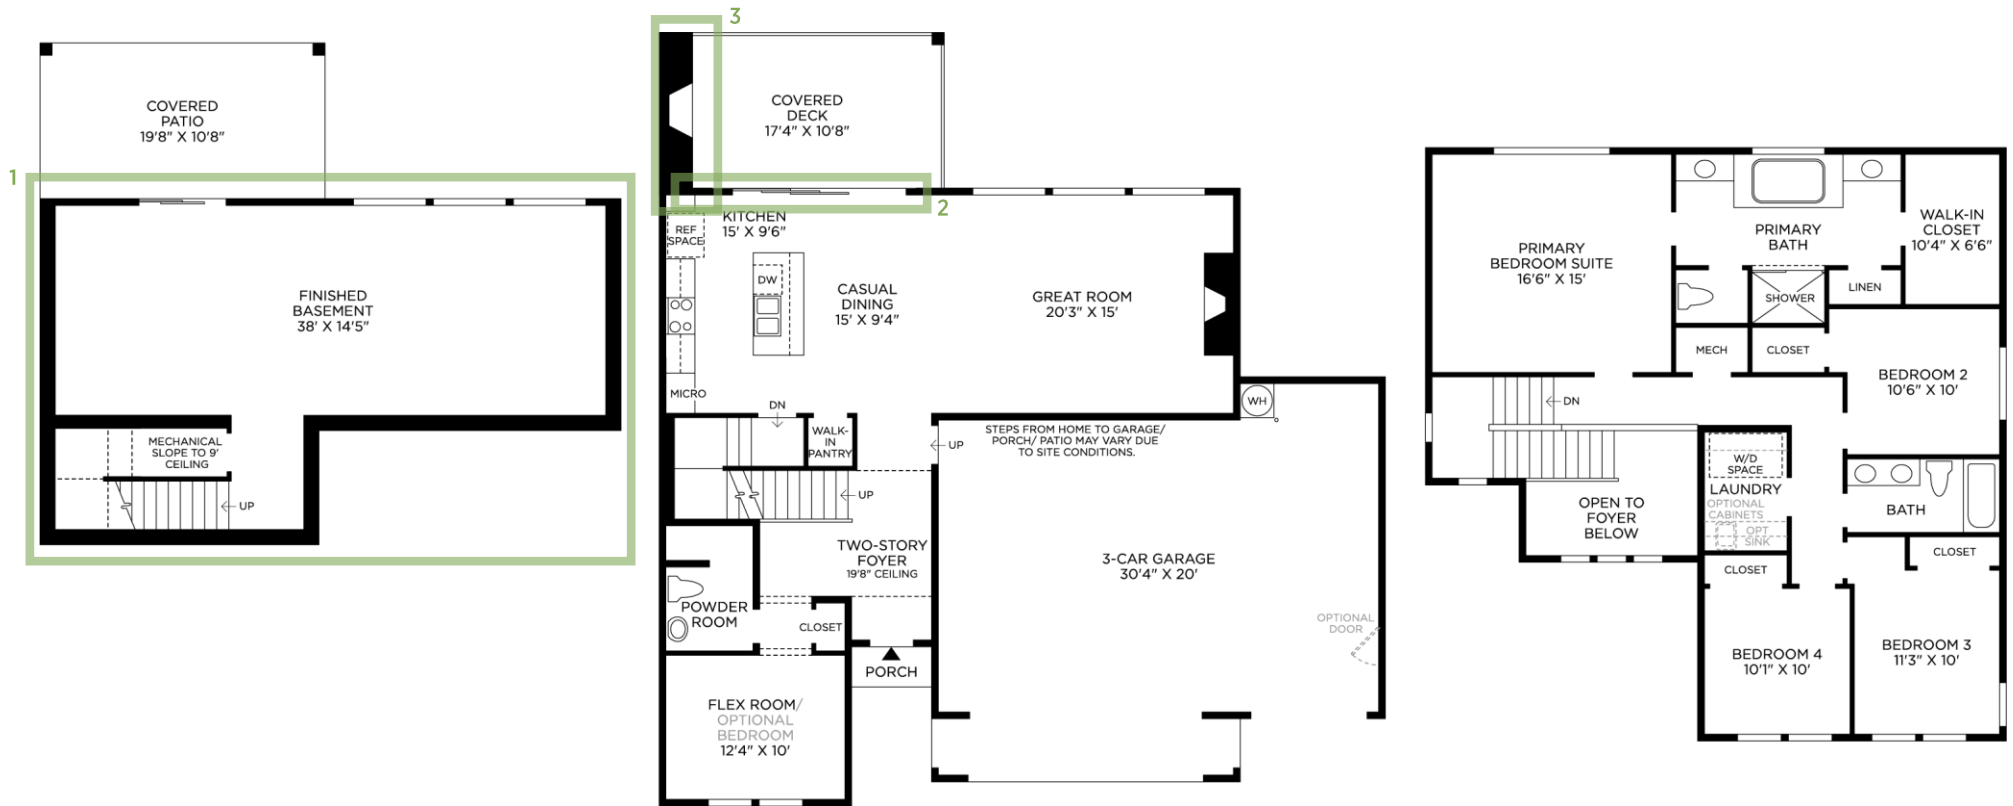 1
COVERED
PATIO
19'8" X 10'8"
FINISHED
BASEMENT
38' X 14'5"
MECHANICAL
SLOPE TO 9'
CEILING
UP
3
COVERED
DECK
17'4" X 10'8"
2
KITCHEN
15' X 9'6"
REF
SPACE
DW
CASUAL
DINING
15' X 9'4"
GREAT ROOM
20'3" X 15'
MICRO
DN
WALK-
IN
PANTRY
UP
UP
STEPS FROM HOME TO GARAGE/
PORCH/ PATIO MAY VARY DUE
TO SITE CONDITIONS.
WH
TWO-STORY
FOYER
19'8" CEILING
3-CAR GARAGE
30'4" X 20'
OPTIONAL
DOOR
POWDER
ROOM
CLOSET
PORCH
FLEX ROOM/
OPTIONAL
BEDROOM
12'4" X 10'
PRIMARY
BEDROOM SUITE
16'6" X 15'
PRIMARY
BATH
WALK-IN
CLOSET
10'4" X 6'6"
SHOWER
LINEN
MECH
CLOSET
BEDROOM 2
10'6" X 10'
DN
W/D
SPACE
LAUNDRY
OPTIONAL
CABINETS
OPT
SINK
OPEN TO
FOYER
BELOW
BATH
CLOSET
CLOSET
BEDROOM 4
10'1" X 10'
BEDROOM 3
11'3" X 10'